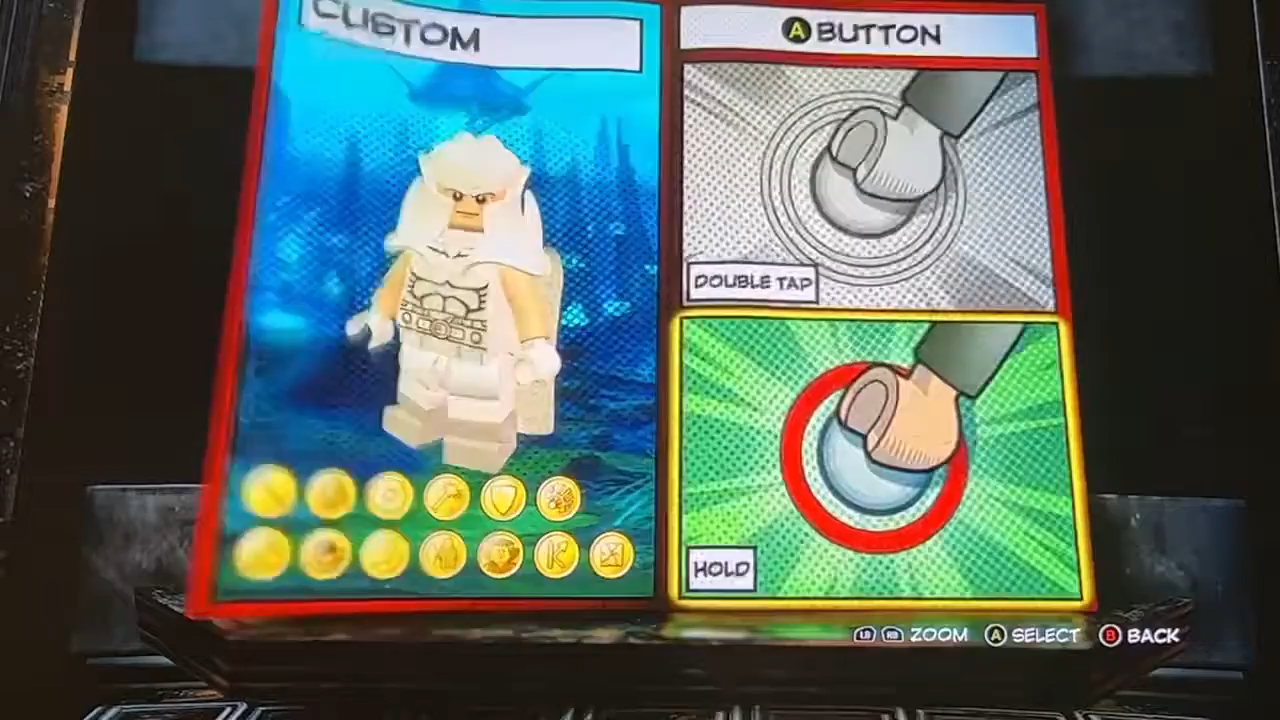 CUSTOM
A BUTTON
DOUBLE TAP
HOLD
LB RB ZOOM A SELECT B BACK